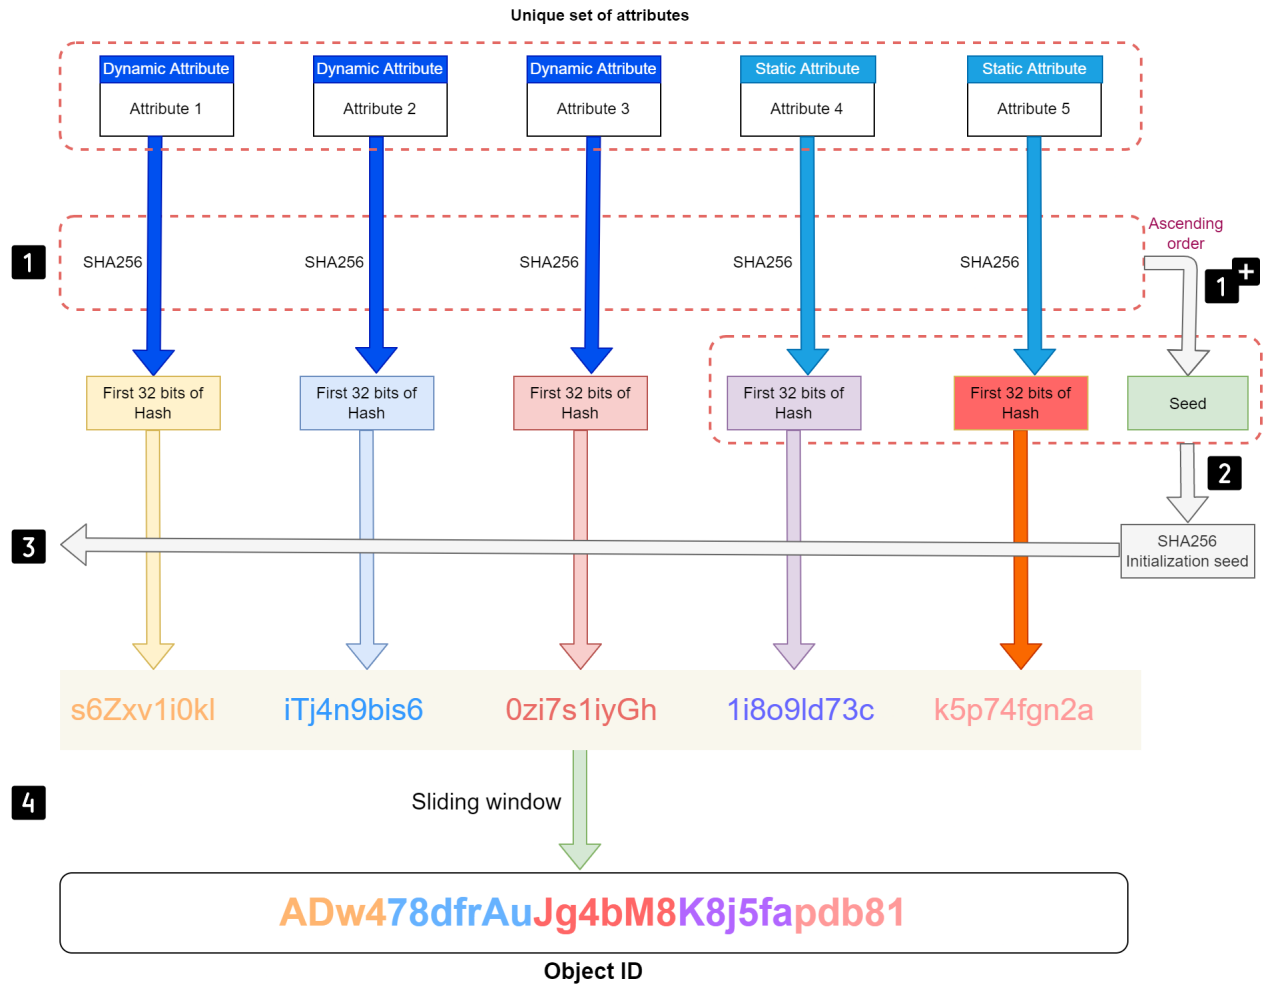 Unique set of attributes
Dynamic Attribute
Attribute 1
Dynamic Attribute
Attribute 2
Dynamic Attribute
Attribute 3
Static Attribute
Attribute 4
Static Attribute
Attribute 5
1
SHA256
SHA256
SHA256
SHA256
SHA256
Ascending
order
1
+
First 32 bits of
Hash
First 32 bits of
Hash
First 32 bits of
Hash
First 32 bits of
Hash
First 32 bits of
Hash
Seed
2
3
SHA256
Initialization seed
s6Zxv1i0kl
iTj4n9bis6
0zi7s1iyGh
1i8o9ld73c
k5p74fgn2a
4
Sliding window
ADw478dfrAuJg4bM8K8j5fapdb81
Object ID